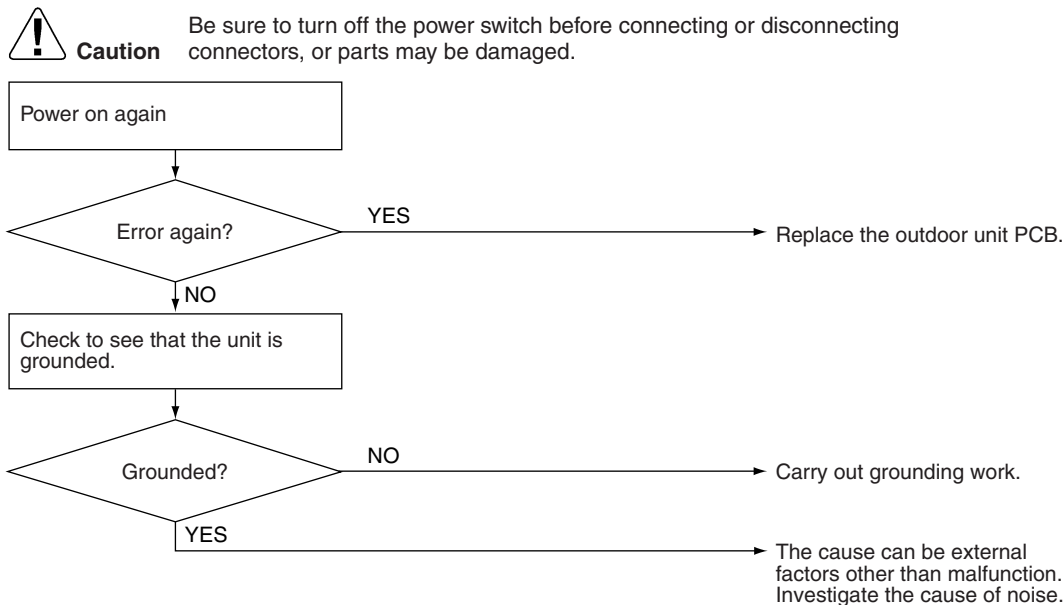 Be sure to turn off the power switch before connecting or disconnecting
Caution connectors, or parts may be damaged.
Power on again
Error again?
YES
Replace the outdoor unit PCB.
NO
Check to see that the unit is
grounded.
Grounded?
NO
Carry out grounding work.
YES
The cause can be external
factors other than malfunction.
Investigate the cause of noise.